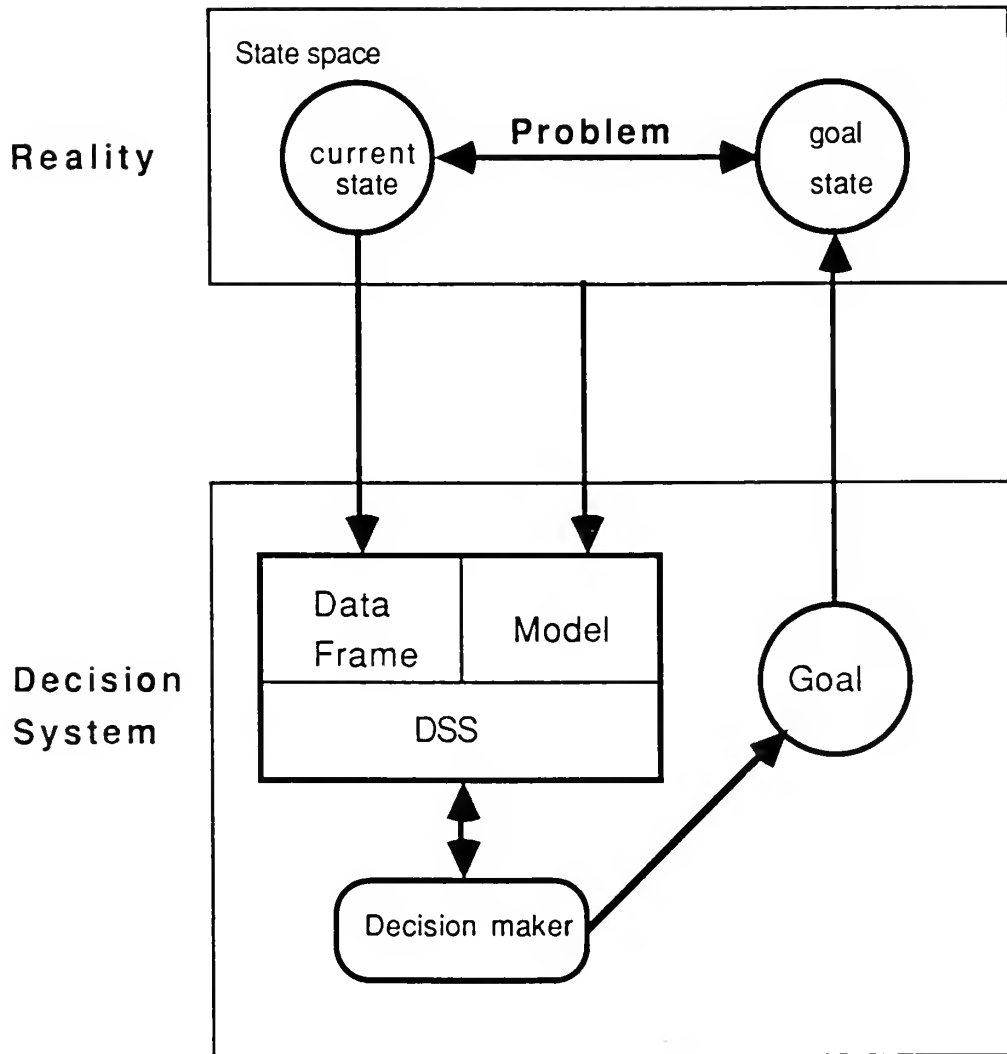 State space
Problem
Reality
current
state
goal
state
Data
Frame
Model
Decision
System
DSS
Goal
Decision maker